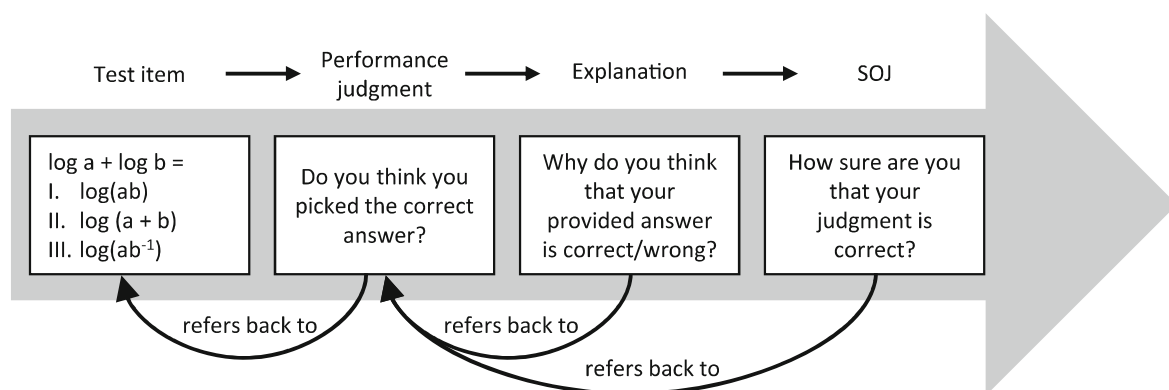 Test item
Performance
judgment
Explanation
SOJ
log a + log b =
I. log(ab)
II. log (a + b)
III. log(ab⁻¹)
Do you think you
picked the correct
answer?
Why do you think
that your
provided answer
is correct/wrong?
How sure are you
that your
judgment is
correct?
refers back to
refers back to
refers back to